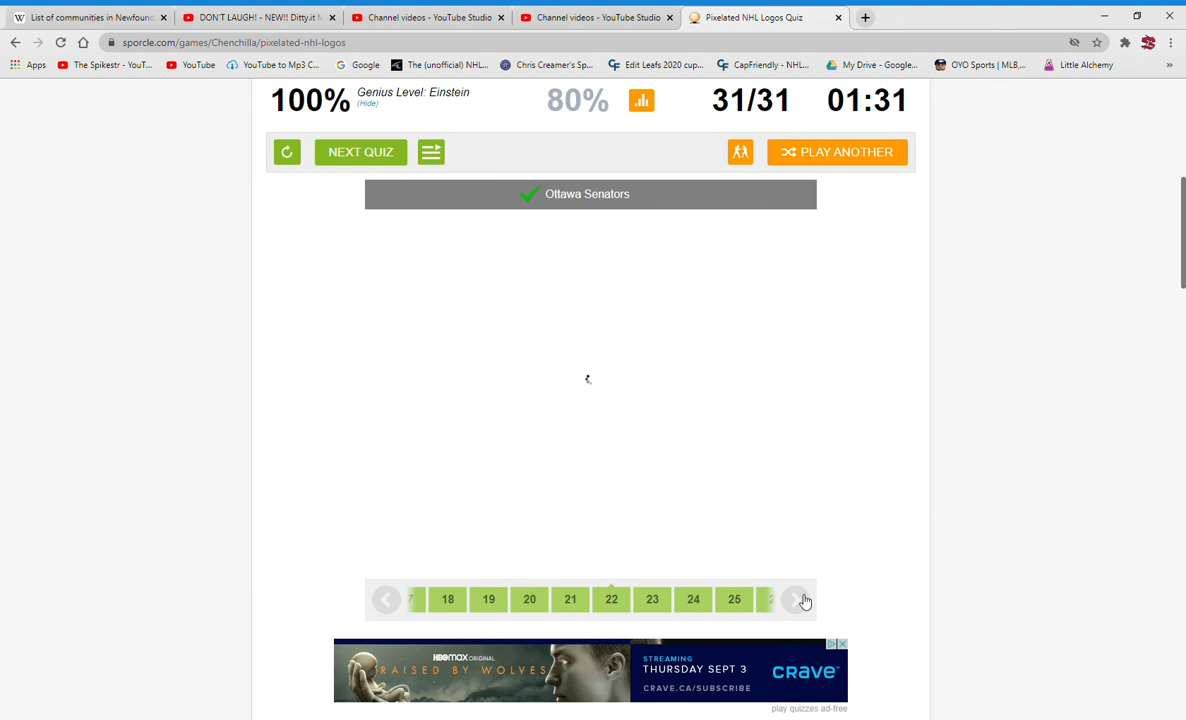 List of communities in Newfound
DON'T LAUGH! - NEW!! Ditty.it M
Channel videos - YouTube Studio
Channel videos - YouTube Studio
Pixelated NHL Logos Quiz
sporcle.com/games/Chenchilla/pixelated-nhl-logos
Apps
The Spikestr - YouT...
YouTube
YouTube to Mp3 C...
Google
The (unofficial) NHL...
Chris Creamer's Sp...
Edit Leafs 2020 cup...
CapFriendly - NHL...
My Drive - Google...
OYO Sports | MLB,...
Little Alchemy
»
100%
Genius Level: Einstein
(Hide)
80%
31/31
01:31
NEXT QUIZ
PLAY ANOTHER
Ottawa Senators
7 18 19 20 21 22 23 24 25 2
HBOMAX ORIGINAL
RAISED BY WOLVES
STREAMING
THURSDAY SEPT 3
CRAVE.CA/SUBSCRIBE
CRAVE
play quizzes ad-free